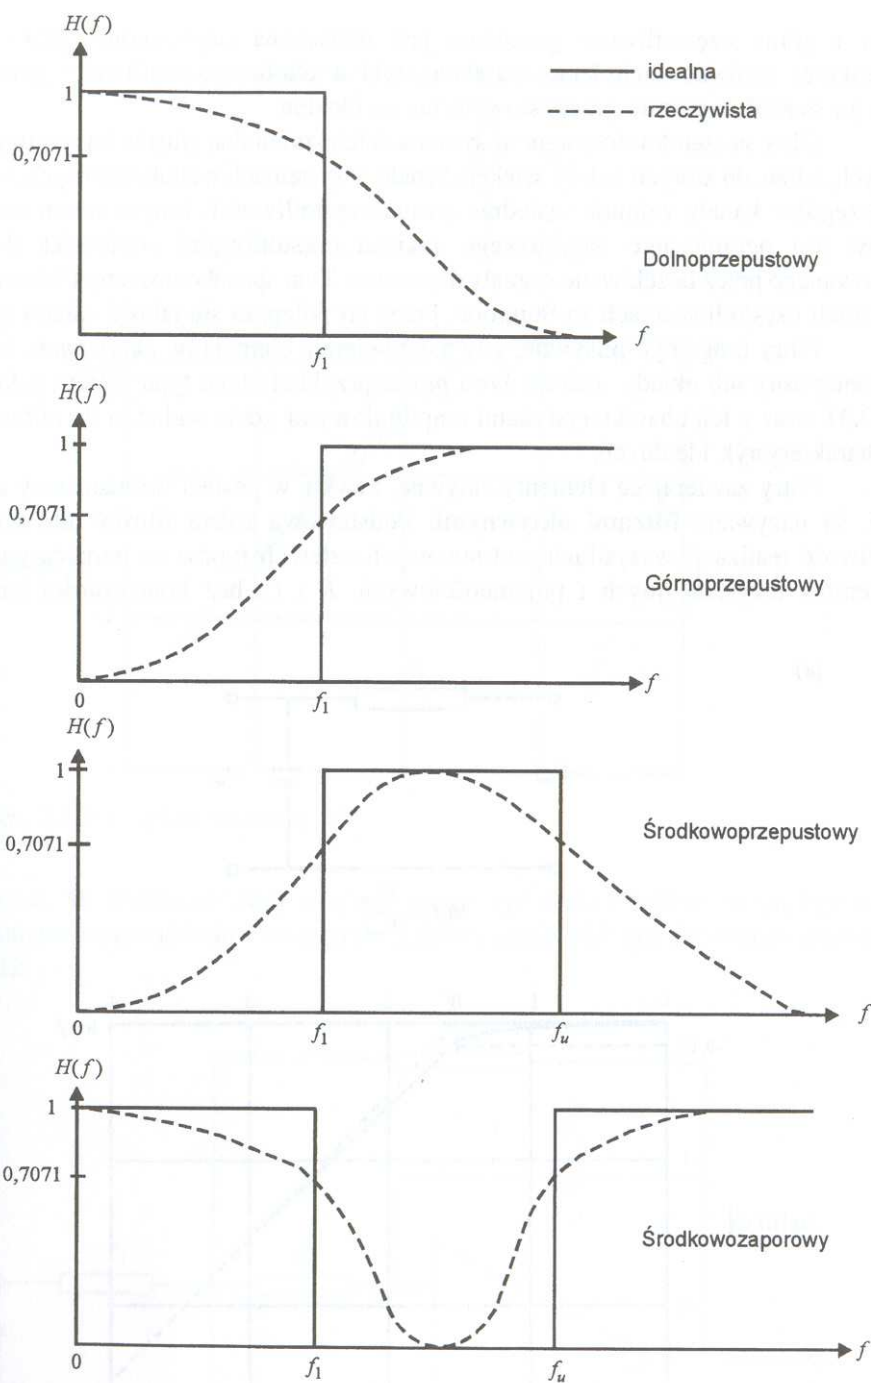 H(f)
idealna
1
rzeczywista
0,7071
Dolnoprzepustowy
0
f₁
f
H(f)
1
0,7071
Górnoprzepustowy
0
f₁
f
H(f)
1
0,7071
Środkowoprzepustowy
0
f₁
fᵤ
f
H(f)
1
0,7071
Środkowozaporowy
0
f₁
fᵤ
f